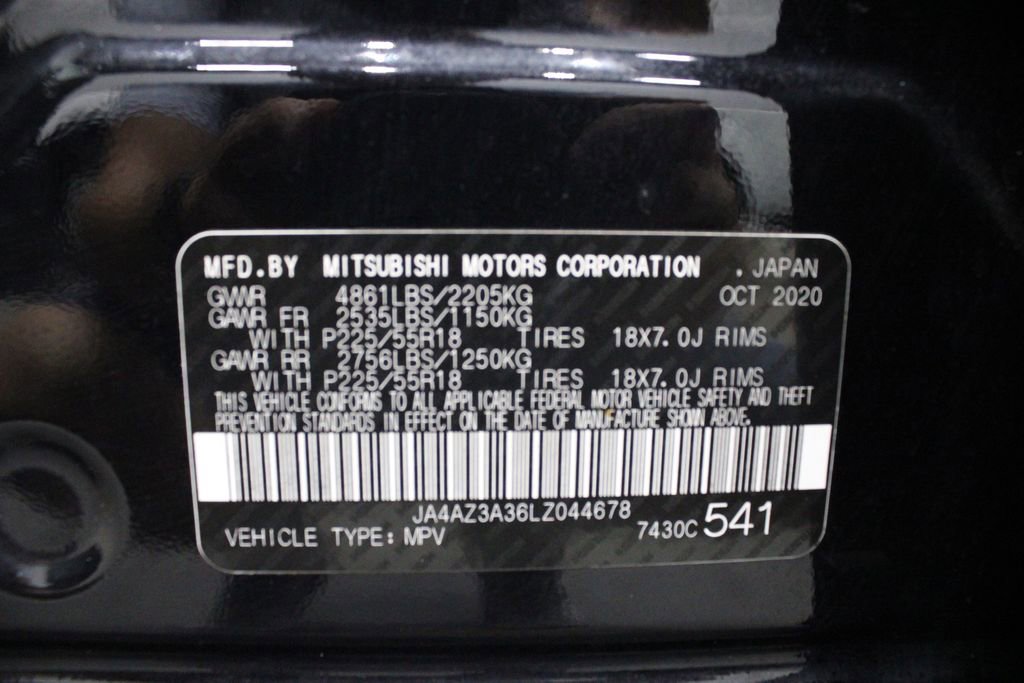 MFD.BY MITSUBISHI MOTORS CORPORATION . JAPAN
GVWR 4861LBS/2205KG OCT 2020
GAWR FR 2535LBS/1150KG
WITH P225/55R18 TIRES 18X7.0J RIMS
GAWR RR 2756LBS/1250KG
WITH P225/55R18 TIRES 18X7.0J RIMS
THIS VEHICLE CONFORMS TO ALL APPLICABLE FEDERAL MOTOR VEHICLE SAFETY AND THEFT
PREVENTION STANDARDS IN EFFECT ON THE DATE OF MANUFACTURE SHOWN ABOVE.
JA4AZ3A36LZ044678
VEHICLE TYPE: MPV 7430C 541